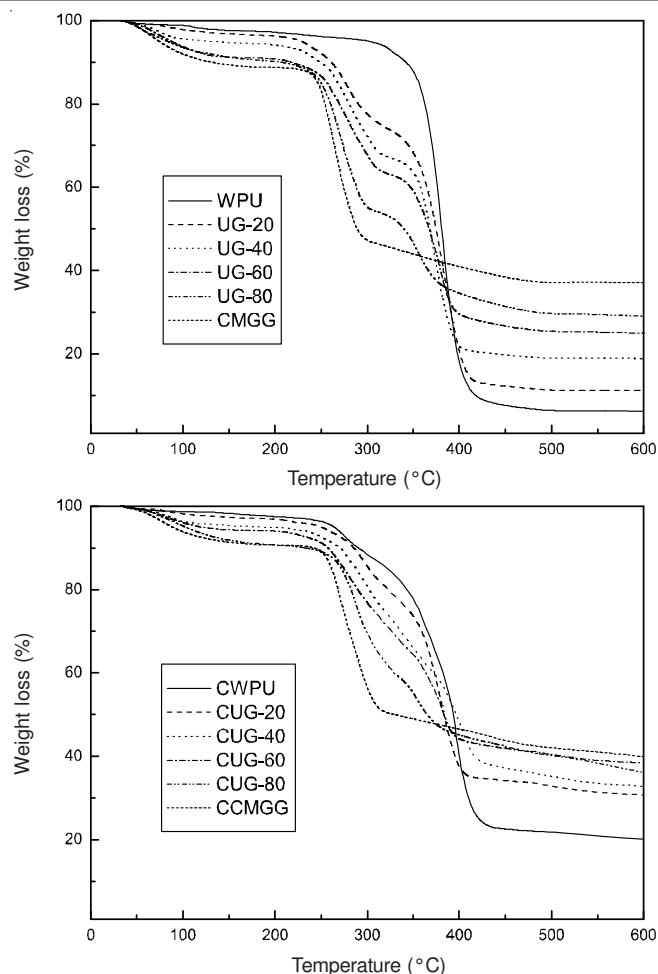 Weight loss (%)
100
80
60
40
20
WPU
UG-20
UG-40
UG-60
UG-80
CMGG
0 100 200 300 400 500 600
Temperature (°C)
Weight loss (%)
100
80
60
40
20
CWPU
CUG-20
CUG-40
CUG-60
CUG-80
CCMGG
0 100 200 300 400 500 600
Temperature (°C)